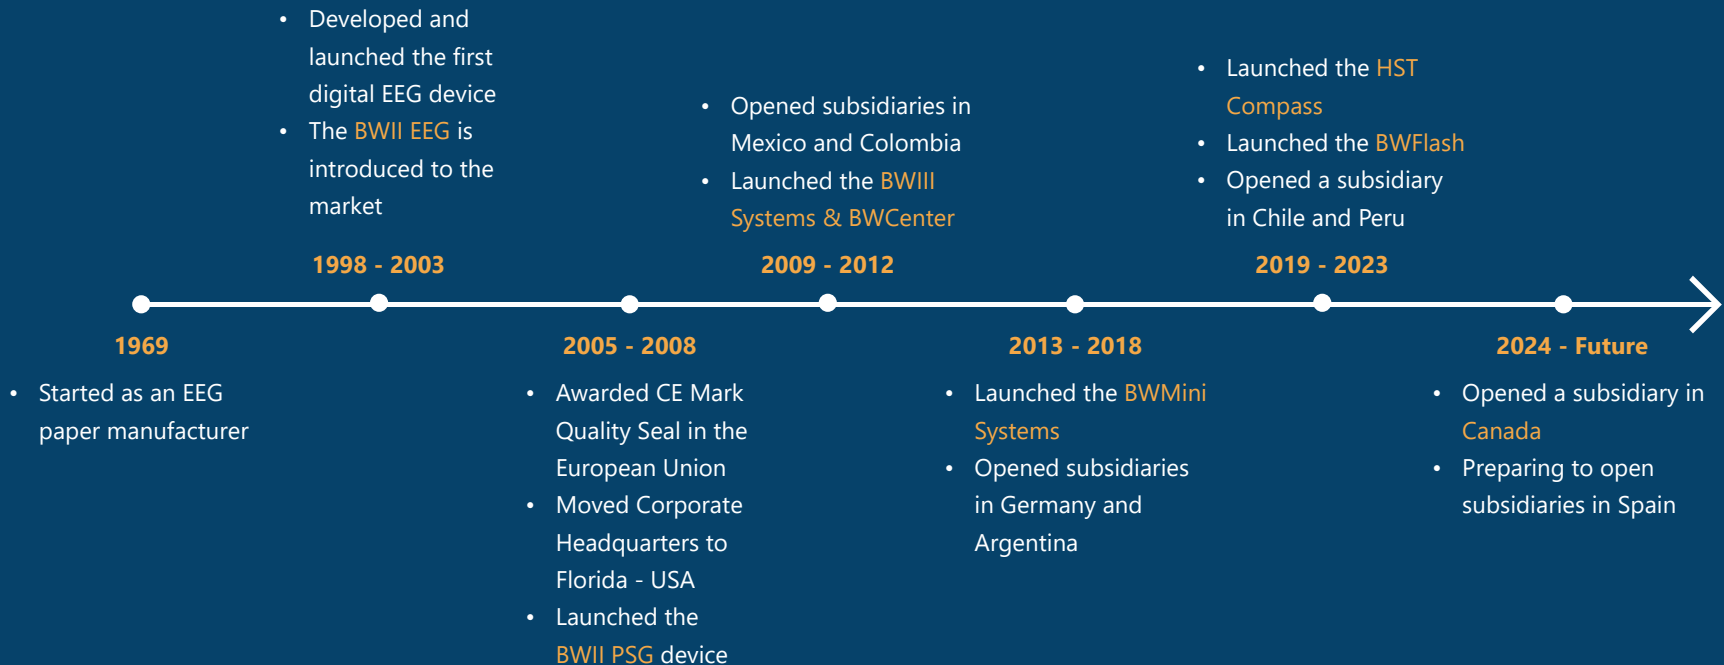 • Developed and
launched the first
digital EEG device
• The BWII EEG is
introduced to the
market
1998 - 2003
• Opened subsidiaries in
Mexico and Colombia
• Launched the BWIII
Systems & BWCenter
2009 - 2012
• Launched the HST
Compass
• Launched the BWFlash
• Opened a subsidiary
in Chile and Peru
2019 - 2023
1969
• Started as an EEG
paper manufacturer
2005 - 2008
• Awarded CE Mark
Quality Seal in the
European Union
• Moved Corporate
Headquarters to
Florida - USA
• Launched the
BWII PSG device
2013 - 2018
• Launched the BWMini
Systems
• Opened subsidiaries
in Germany and
Argentina
2024 - Future
• Opened a subsidiary in
Canada
• Preparing to open
subsidiaries in Spain